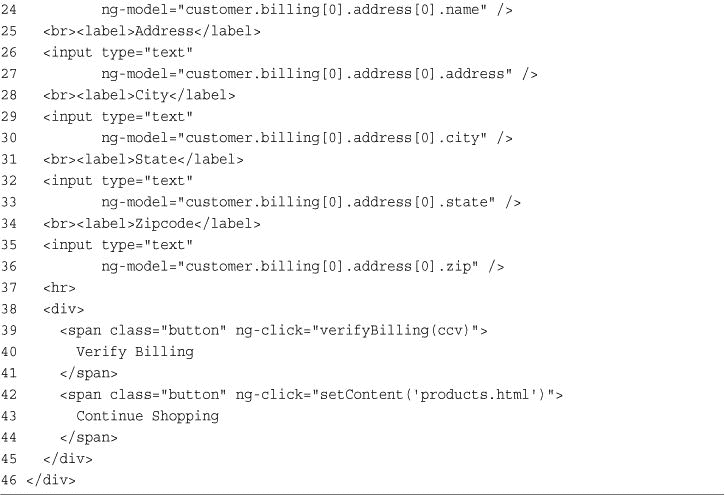 24          ng-model="customer.billing[0].address[0].name" />
25   <br><label>Address</label>
26   <input type="text"
27          ng-model="customer.billing[0].address[0].address" />
28   <br><label>City</label>
29   <input type="text"
30          ng-model="customer.billing[0].address[0].city" />
31   <br><label>State</label>
32   <input type="text"
33          ng-model="customer.billing[0].address[0].state" />
34   <br><label>Zipcode</label>
35   <input type="text"
36          ng-model="customer.billing[0].address[0].zip" />
37   <hr>
38   <div>
39     <span class="button" ng-click="verifyBilling(ccv)">
40       Verify Billing
41     </span>
42     <span class="button" ng-click="setContent('products.html')">
43       Continue Shopping
44     </span>
45   </div>
46 </div>